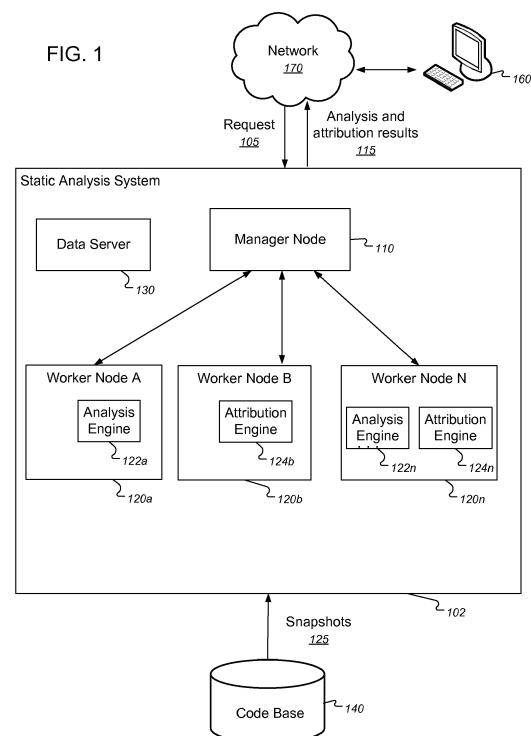 FIG. 1
Network
170
160
Request
105
Analysis and
attribution results
115
Static Analysis System
Data Server
130
Manager Node
110
Worker Node A
Analysis
Engine
122a
120a
Worker Node B
Attribution
Engine
124b
120b
Worker Node N
Analysis
Engine
. . .
122n
Attribution
Engine
124n
120n
102
Snapshots
125
Code Base
140